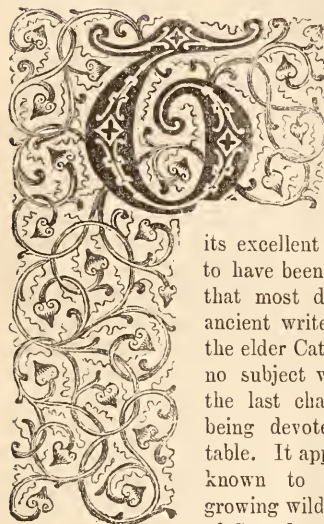 its excellent
to have been
that most d
ancient write
the elder Cat
no subject w
the last cha
being devote
table. It app
known to
growing wild